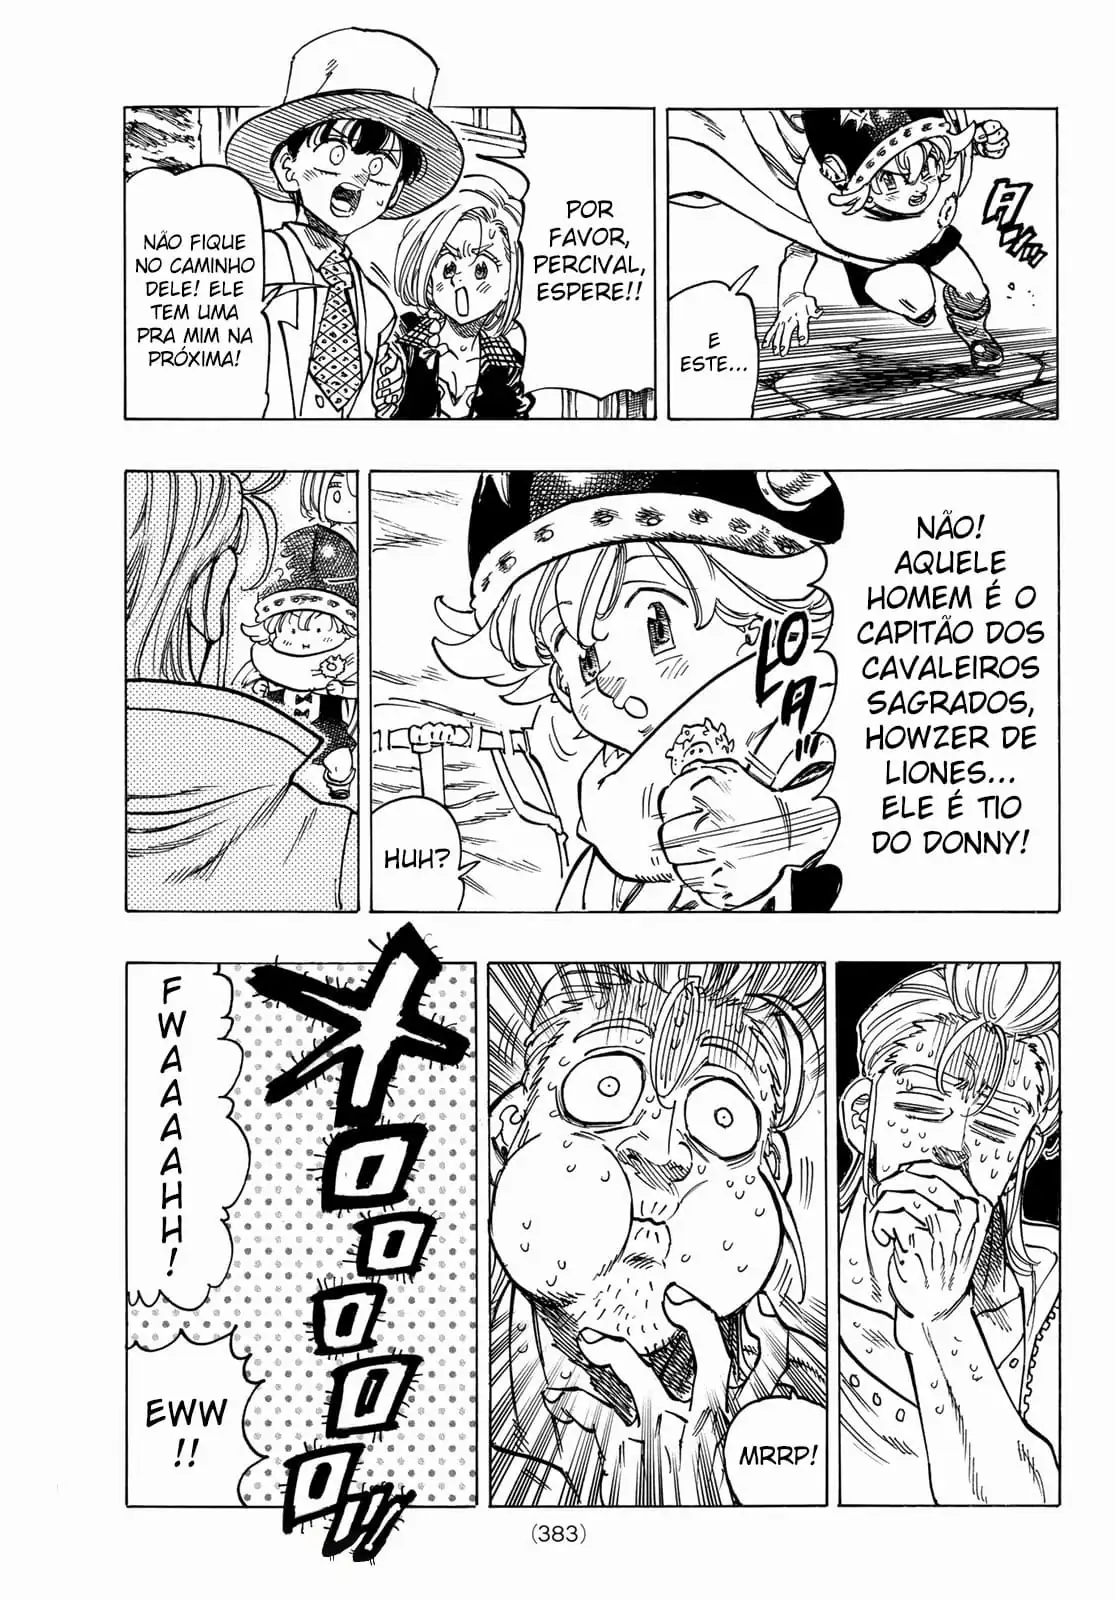 E
ESTE...
ダ
POR
FAVOR,
PERCIVAL,
ESPERE!!
NÃO FIQUE
NO CAMINHO
DELE! ELE
TEM UMA
PRA MIM NA
PRÓXIMA!
NÃO!
AQUELE
HOMEM É O
CAPITÃO DOS
CAVALEIROS
SAGRADOS,
HOWZER DE
LIONES...
ELE É TIO
DO DONNY!
HUH?
MRRP!
FWAAAAAHH!
EWW
!!
(383)